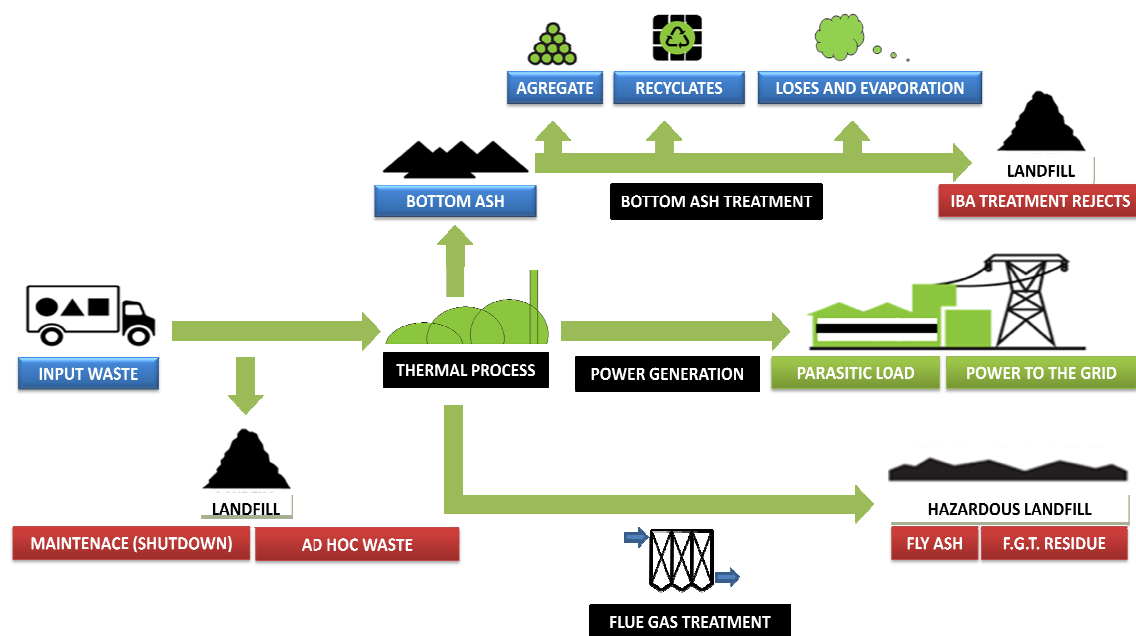 AGREGATE
RECYCLATES
LOSES AND EVAPORATION
LANDFILL
BOTTOM ASH
BOTTOM ASH TREATMENT
IBA TREATMENT REJECTS
INPUT WASTE
THERMAL PROCESS
POWER GENERATION
PARASITIC LOAD
POWER TO THE GRID
LANDFILL
MAINTENACE (SHUTDOWN)
AD HOC WASTE
HAZARDOUS LANDFILL
FLY ASH
F.G.T. RESIDUE
FLUE GAS TREATMENT